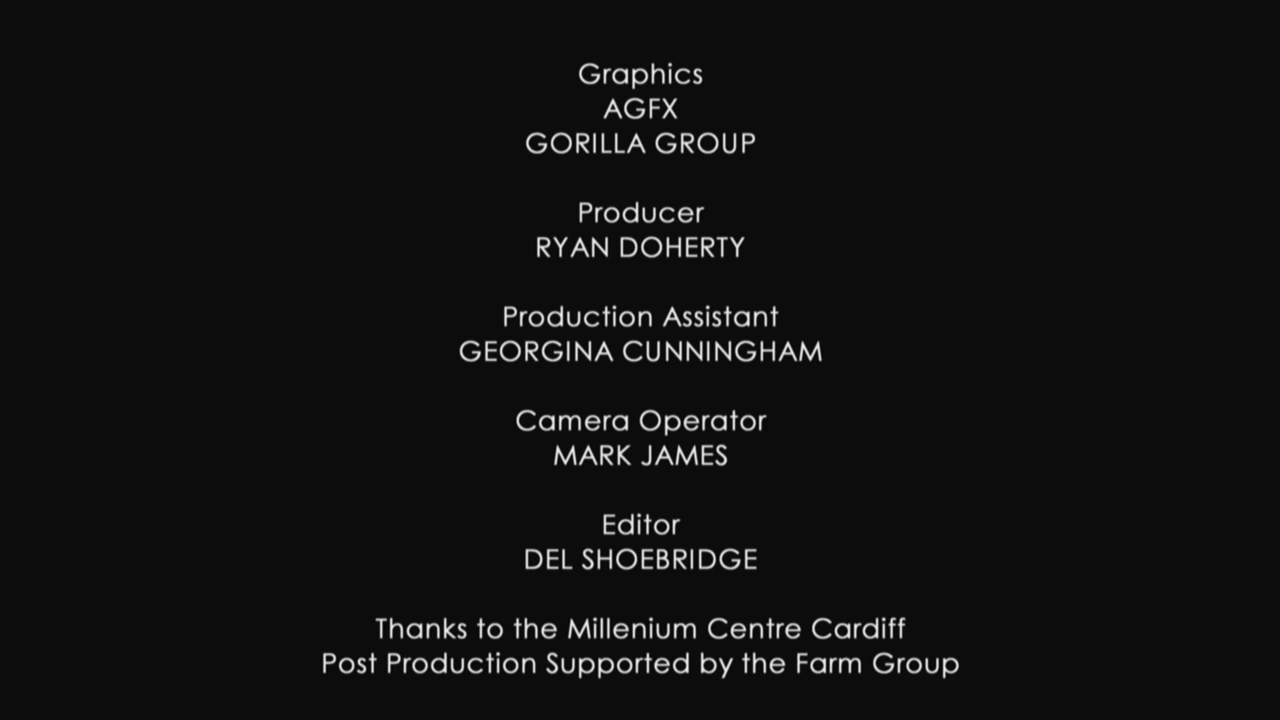 Graphics
AGFX
GORILLA GROUP
Producer
RYAN DOHERTY
Production Assistant
GEORGINA CUNNINGHAM
Camera Operator
MARK JAMES
Editor
DEL SHOEBRIDGE
Thanks to the Millenium Centre Cardiff
Post Production Supported by the Farm Group